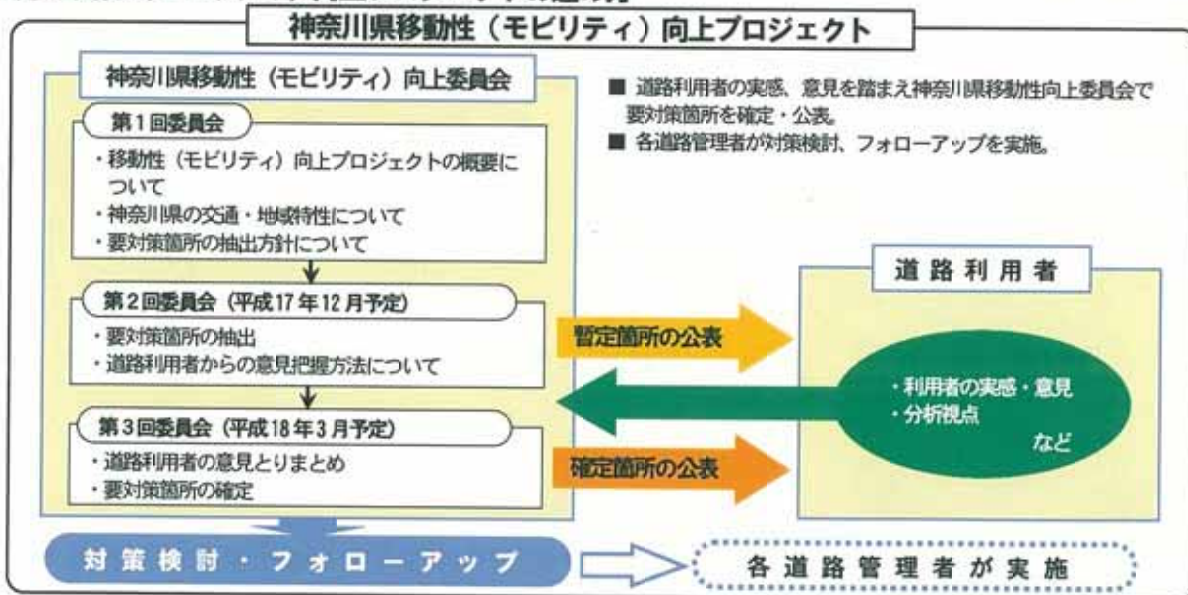 神奈川県移動性（モビリティ）向上プロジェクト
神奈川県移動性（モビリティ）向上委員会
第1回委員会
・移動性（モビリティ）向上プロジェクトの概要に
ついて
・神奈川県の交通・地域特性について
・要対策箇所の抽出方針について
第2回委員会（平成17年12月予定）
・要対策箇所の抽出
・道路利用者からの意見把握方法について
第3回委員会（平成18年3月予定）
・道路利用者の意見とりまとめ
・要対策箇所の確定
■ 道路利用者の実感、意見を踏まえ神奈川県移動性向上委員会で
要対策箇所を確定・公表。
■ 各道路管理者が対策検討、フォローアップを実施。
暫定箇所の公表
確定箇所の公表
道路利用者
・利用者の実感・意見
・分析視点
など
対策検討・フォローアップ
各道路管理者が実施